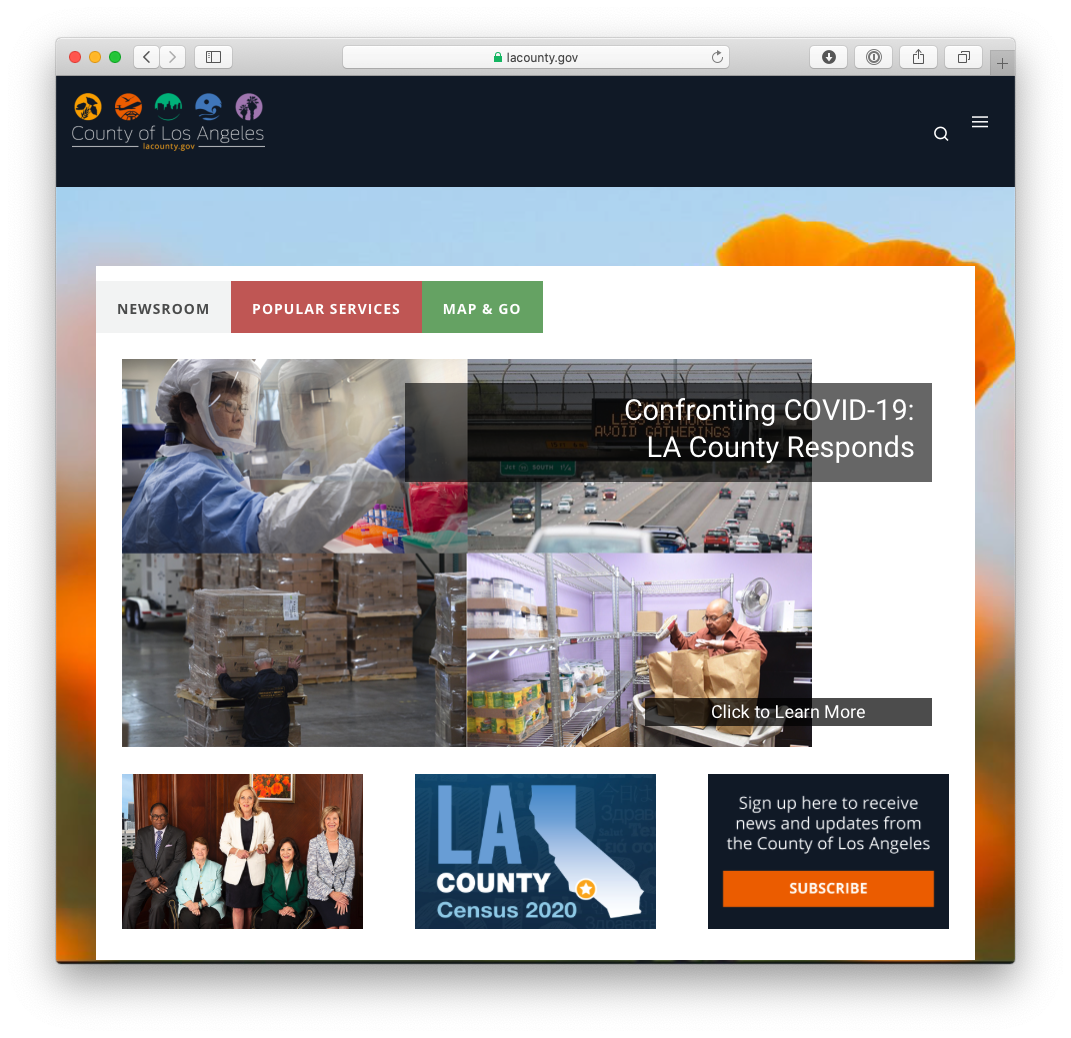 lacounty.gov
County of Los Angeles
lacounty.gov
NEWSROOM
POPULAR SERVICES
MAP & GO
Confronting COVID-19:
LA County Responds
AVOID GATHERINGS
SOUTH
Click to Learn More
LA
COUNTY
Census 2020
Sign up here to receive
news and updates from
the County of Los Angeles
SUBSCRIBE